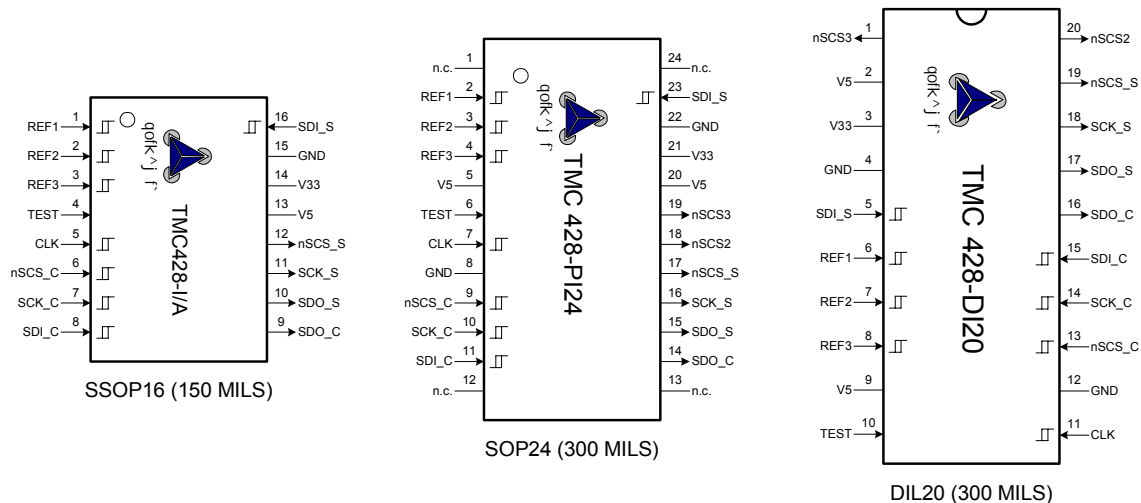 1
REF1
2
REF2
3
REF3
4
TEST
5
CLK
6
nSCS_C
7
SCK_C
8
SDI_C
16
SDI_S
15
GND
14
V33
13
V5
12
nSCS_S
11
SCK_S
10
SDO_S
9
SDO_C
qofk^j f`
TMC428-I/A
SSOP16 (150 MILS)
1
n.c.
2
REF1
3
REF2
4
REF3
5
V5
6
TEST
7
CLK
8
GND
9
nSCS_C
10
SCK_C
11
SDI_C
12
n.c.
24
n.c.
23
SDI_S
22
GND
21
V33
20
V5
19
nSCS3
18
nSCS2
17
nSCS_S
16
SCK_S
15
SDO_S
14
SDO_C
13
n.c.
qofk^j f`
TMC 428-PI24
SOP24 (300 MILS)
1
nSCS3
2
V5
3
V33
4
GND
5
SDI_S
6
REF1
7
REF2
8
REF3
9
V5
10
TEST
20
nSCS2
19
nSCS_S
18
SCK_S
17
SDO_S
16
SDO_C
15
SDI_C
14
SCK_C
13
nSCS_C
12
GND
11
CLK
qofk^j f`
TMC 428-DI20
DIL20 (300 MILS)